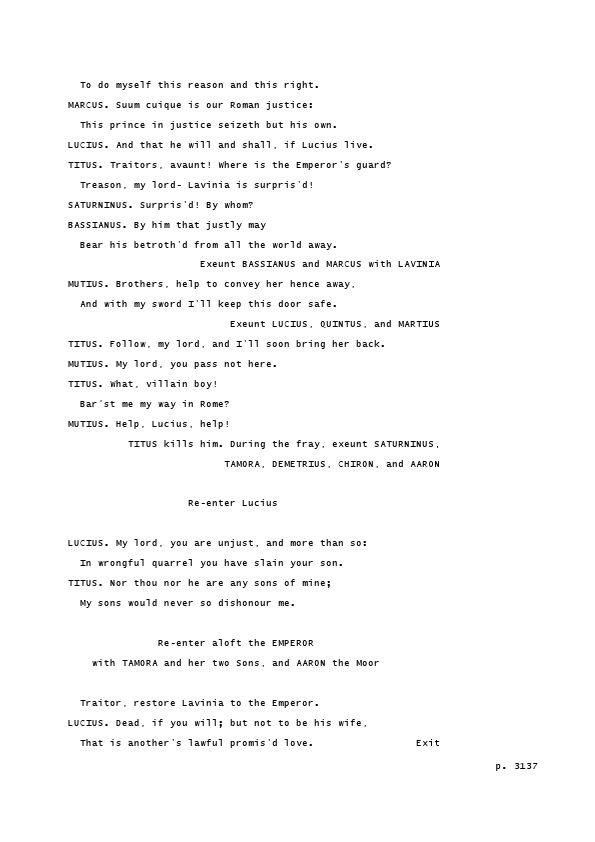 To do myself this reason and this right.
MARCUS. Suum cuique is our Roman justice:
This prince in justice seizeth but his own.
LUCIUS. And that he will and shall, if Lucius live.
TITUS. Traitors, avaunt! Where is the Emperor's guard?
Treason, my lord- Lavinia is surpris'd!
SATURNINUS. Surpris'd! By whom?
BASSIANUS. By him that justly may
Bear his betroth'd from all the world away.
Exeunt BASSIANUS and MARCUS with LAVINIA
MUTIUS. Brothers, help to convey her hence away,
And with my sword I'll keep this door safe.
Exeunt LUCIUS, QUINTUS, and MARTIUS
TITUS. Follow, my lord, and I'll soon bring her back.
MUTIUS. My lord, you pass not here.
TITUS. What, villain boy!
Bar'st me my way in Rome?
MUTIUS. Help, Lucius, help!
TITUS kills him. During the fray, exeunt SATURNINUS,
TAMORA, DEMETRIUS, CHIRON, and AARON
Re-enter Lucius
LUCIUS. My lord, you are unjust, and more than so:
In wrongful quarrel you have slain your son.
TITUS. Nor thou nor he are any sons of mine;
My sons would never so dishonour me.
Re-enter aloft the EMPEROR
with TAMORA and her two Sons, and AARON the Moor
Traitor, restore Lavinia to the Emperor.
LUCIUS. Dead, if you will; but not to be his wife,
That is another's lawful promis'd love. Exit
p. 3137